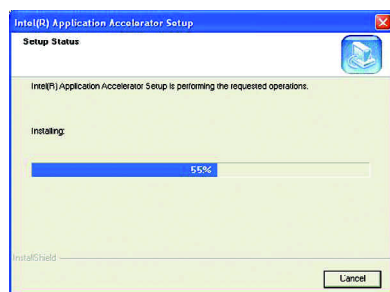 Intel(R) Application Accelerator Setup
Setup Status
Intel(R) Application Accelerator Setup is performing the requested operations.
Installing:
55%
InstallShield
Cancel